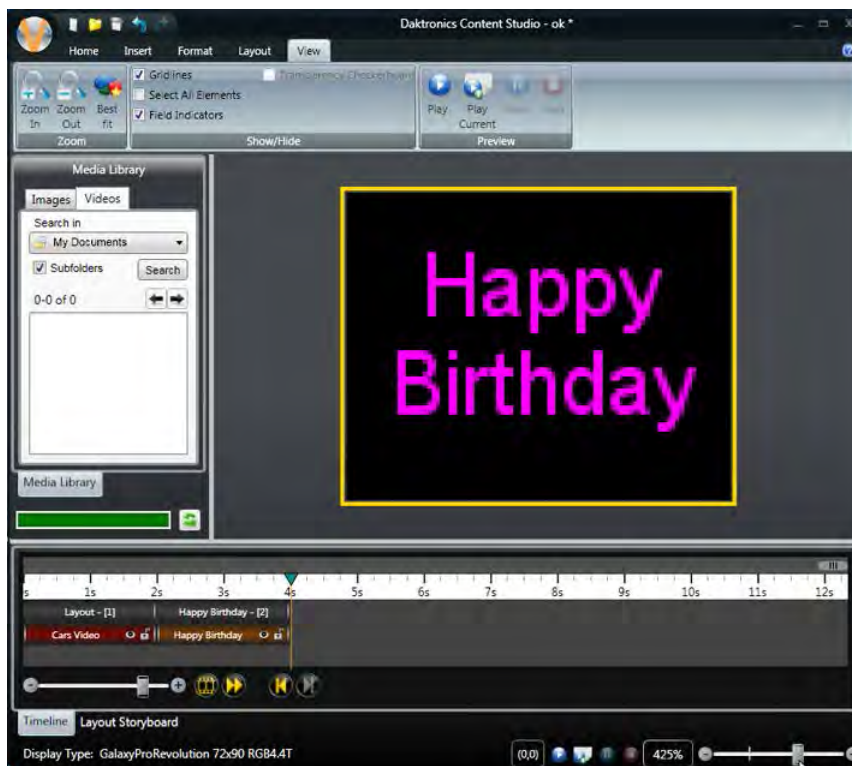 Daktronics Content Studio - ok *
Home Insert Format Layout View
Zoom In
Zoom Out
Best fit
Zoom
Gridlines
Transparency Checkerboard
Select All Elements
Field Indicators
Show/Hide
Play
Play Current
Preview
Media Library
Images Videos
Search in
My Documents
Subfolders Search
0-0 of 0
Media Library
Happy
Birthday
s 1s 2s 3s 4s 5s 6s 7s 8s 9s 10s 11s 12s
Layout - [1] Happy Birthday - [2]
Cars Video Happy Birthday
Timeline Layout Storyboard
Display Type: GalaxyProRevolution 72x90 RGB4.4T (0,0) 425%